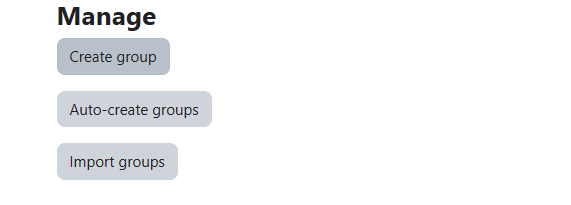 Manage
Create group
Auto-create groups
Import groups